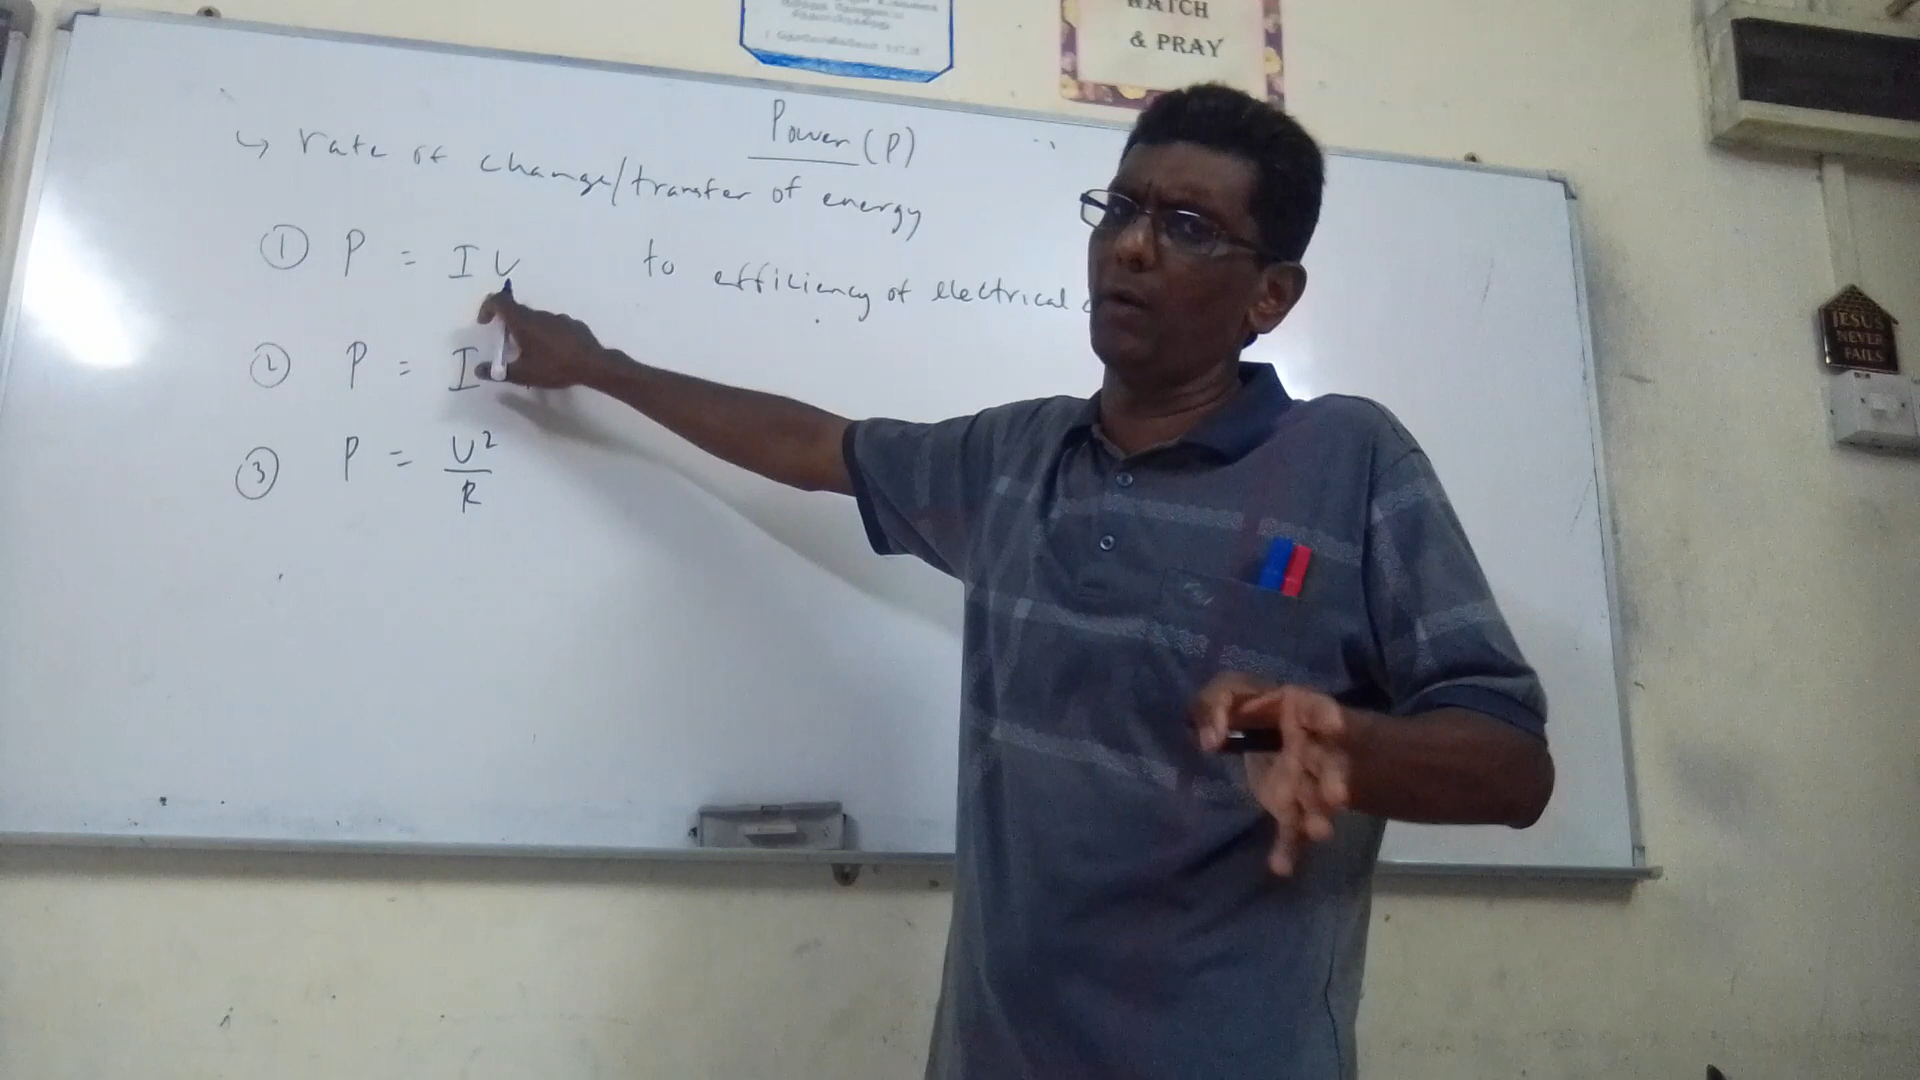 WATCH
& PRAY
Power (P)
↳ rate of change/transfer of energy
① P = IV
to efficiency of electrical
② P = I
③ P = V²/R
JESUS
NEVER
FAILS